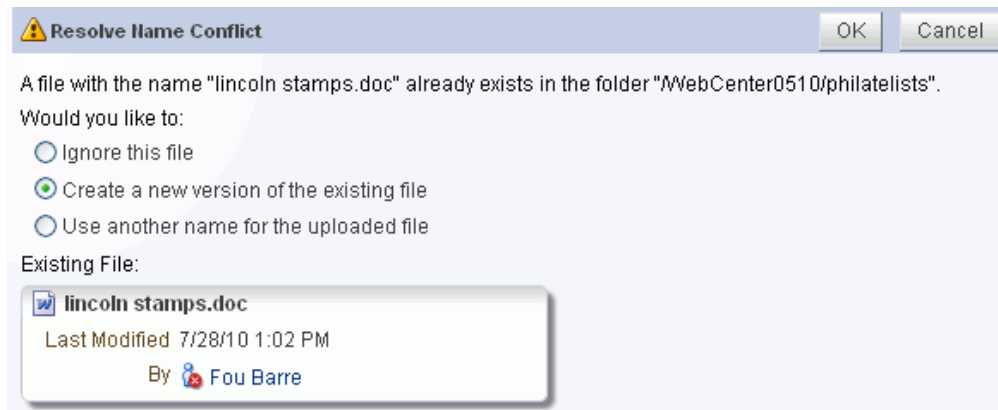 Resolve Name Conflict OK Cancel
A file with the name "lincoln stamps.doc" already exists in the folder "/WebCenter0510/philatelists".
Would you like to:
Ignore this file
Create a new version of the existing file
Use another name for the uploaded file
Existing File:
lincoln stamps.doc
Last Modified 7/28/10 1:02 PM
By Fou Barre